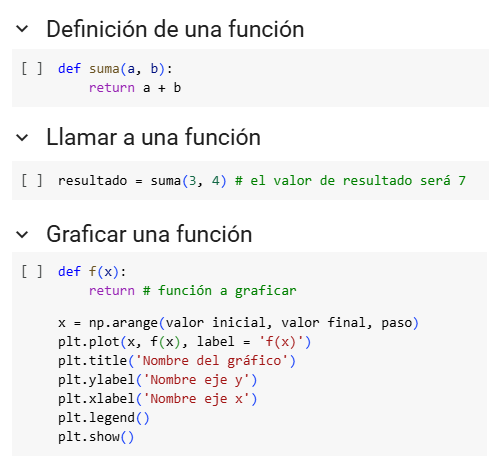 Definición de una función
[ ] def suma(a, b):
return a + b
Llamar a una función
[ ] resultado = suma(3, 4) # el valor de resultado será 7
Graficar una función
[ ] def f(x):
return # función a graficar
x = np.arange(valor inicial, valor final, paso)
plt.plot(x, f(x), label = 'f(x)')
plt.title('Nombre del gráfico')
plt.ylabel('Nombre eje y')
plt.xlabel('Nombre eje x')
plt.legend()
plt.show()